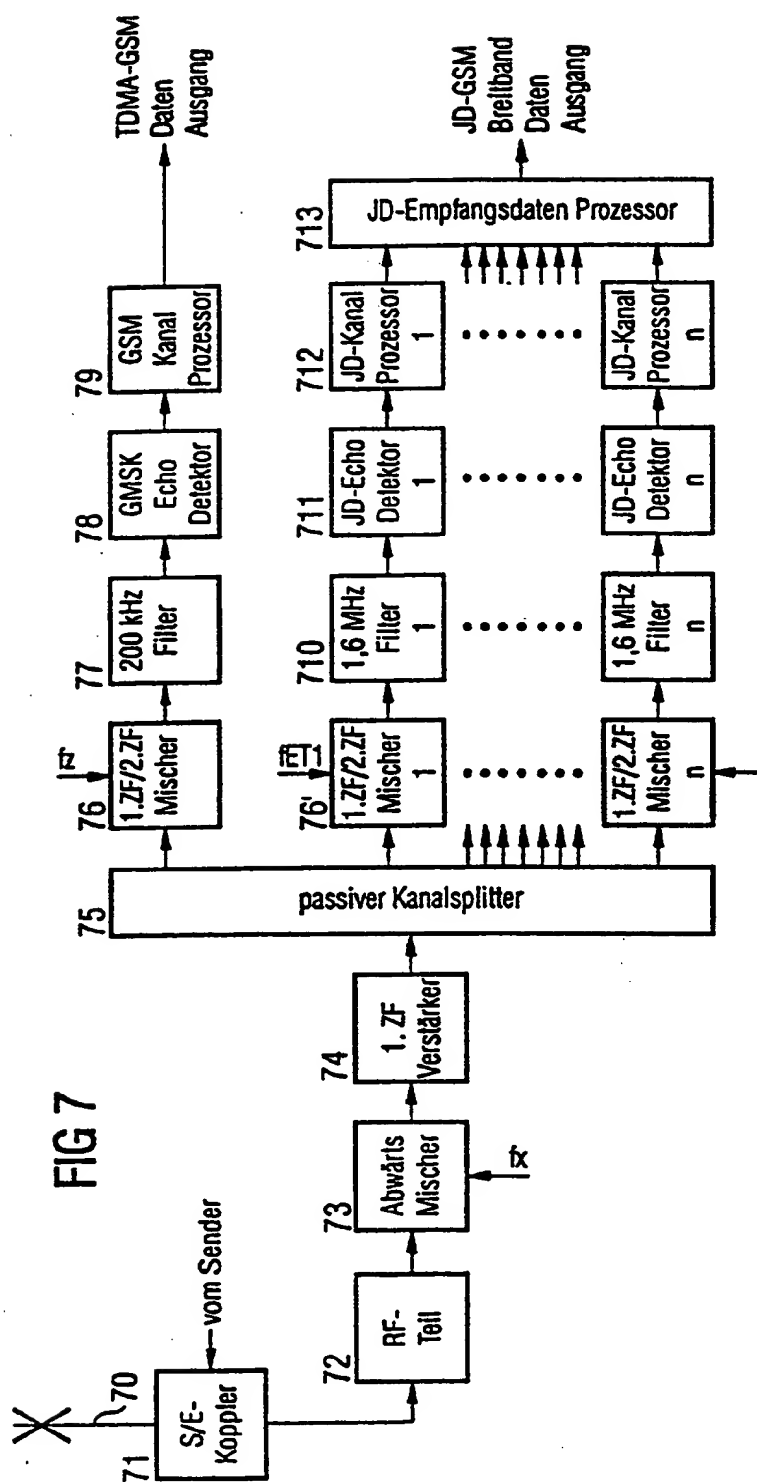 FIG 7
70
71
S/E-
Koppler
vom Sender
72
RF-
Teil
73
Abwärts
Mischer
fx
74
1. ZF
Verstärker
75
passiver Kanalsplitter
76
1.ZF/2.ZF
Mischer
fz
77
200 kHz
Filter
78
GMSK
Echo
Detektor
79
GSM
Kanal
Prozessor
TDMA-GSM
Daten
Ausgang
76'
1.ZF/2.ZF
Mischer
1
710
1,6 MHz
Filter
1
711
JD-Echo
Detektor
1
712
JD-Kanal
Prozessor
1
713
JD-Empfangsdaten Prozessor
JD-GSM
Breitband
Daten
Ausgang
1.ZF/2.ZF
Mischer
n
1,6 MHz
Filter
n
JD-Echo
Detektor
n
JD-Kanal
Prozessor
n